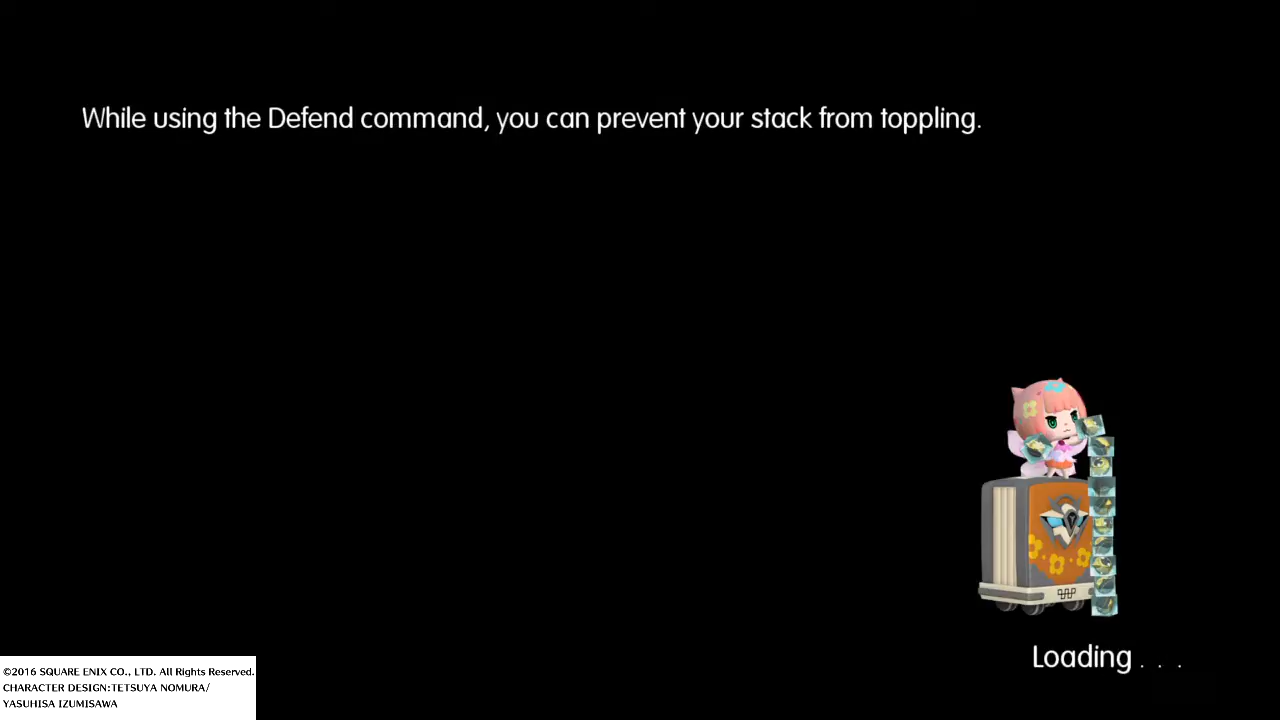 While using the Defend command, you can prevent your stack from toppling.
Loading . . .
©2016 SQUARE ENIX CO., LTD. All Rights Reserved.
CHARACTER DESIGN:TETSUYA NOMURA/
YASUHISA IZUMISAWA